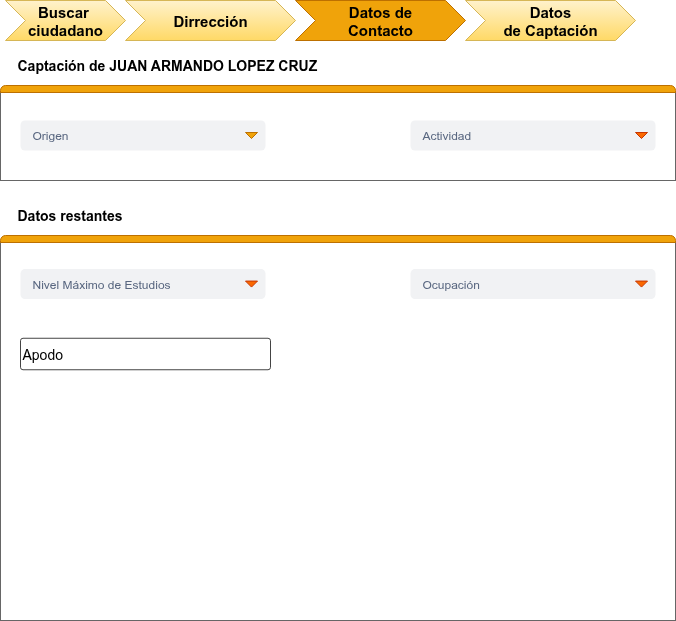 Buscar
ciudadano
Dirrección
Datos de
Contacto
Datos
de Captación
Captación de JUAN ARMANDO LOPEZ CRUZ
Origen
Actividad
Datos restantes
Nivel Máximo de Estudios
Ocupación
Apodo